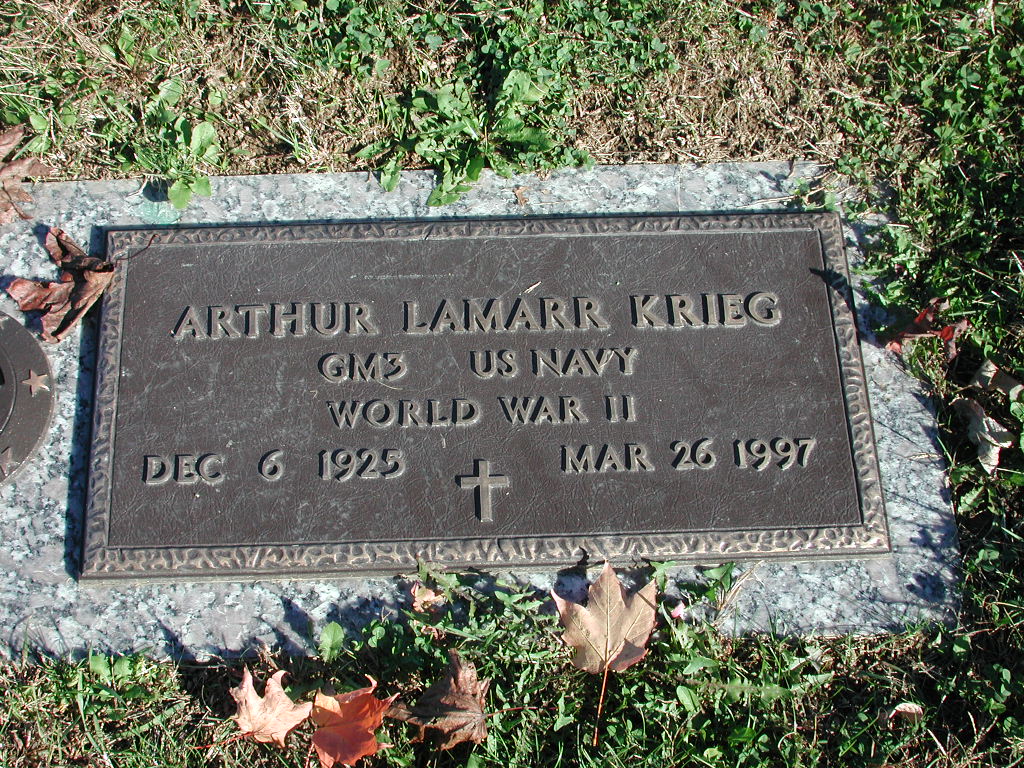 ARTHUR LAMARR KRIEG
GM3 US NAVY
WORLD WAR II
DEC 6 1925 MAR 26 1997